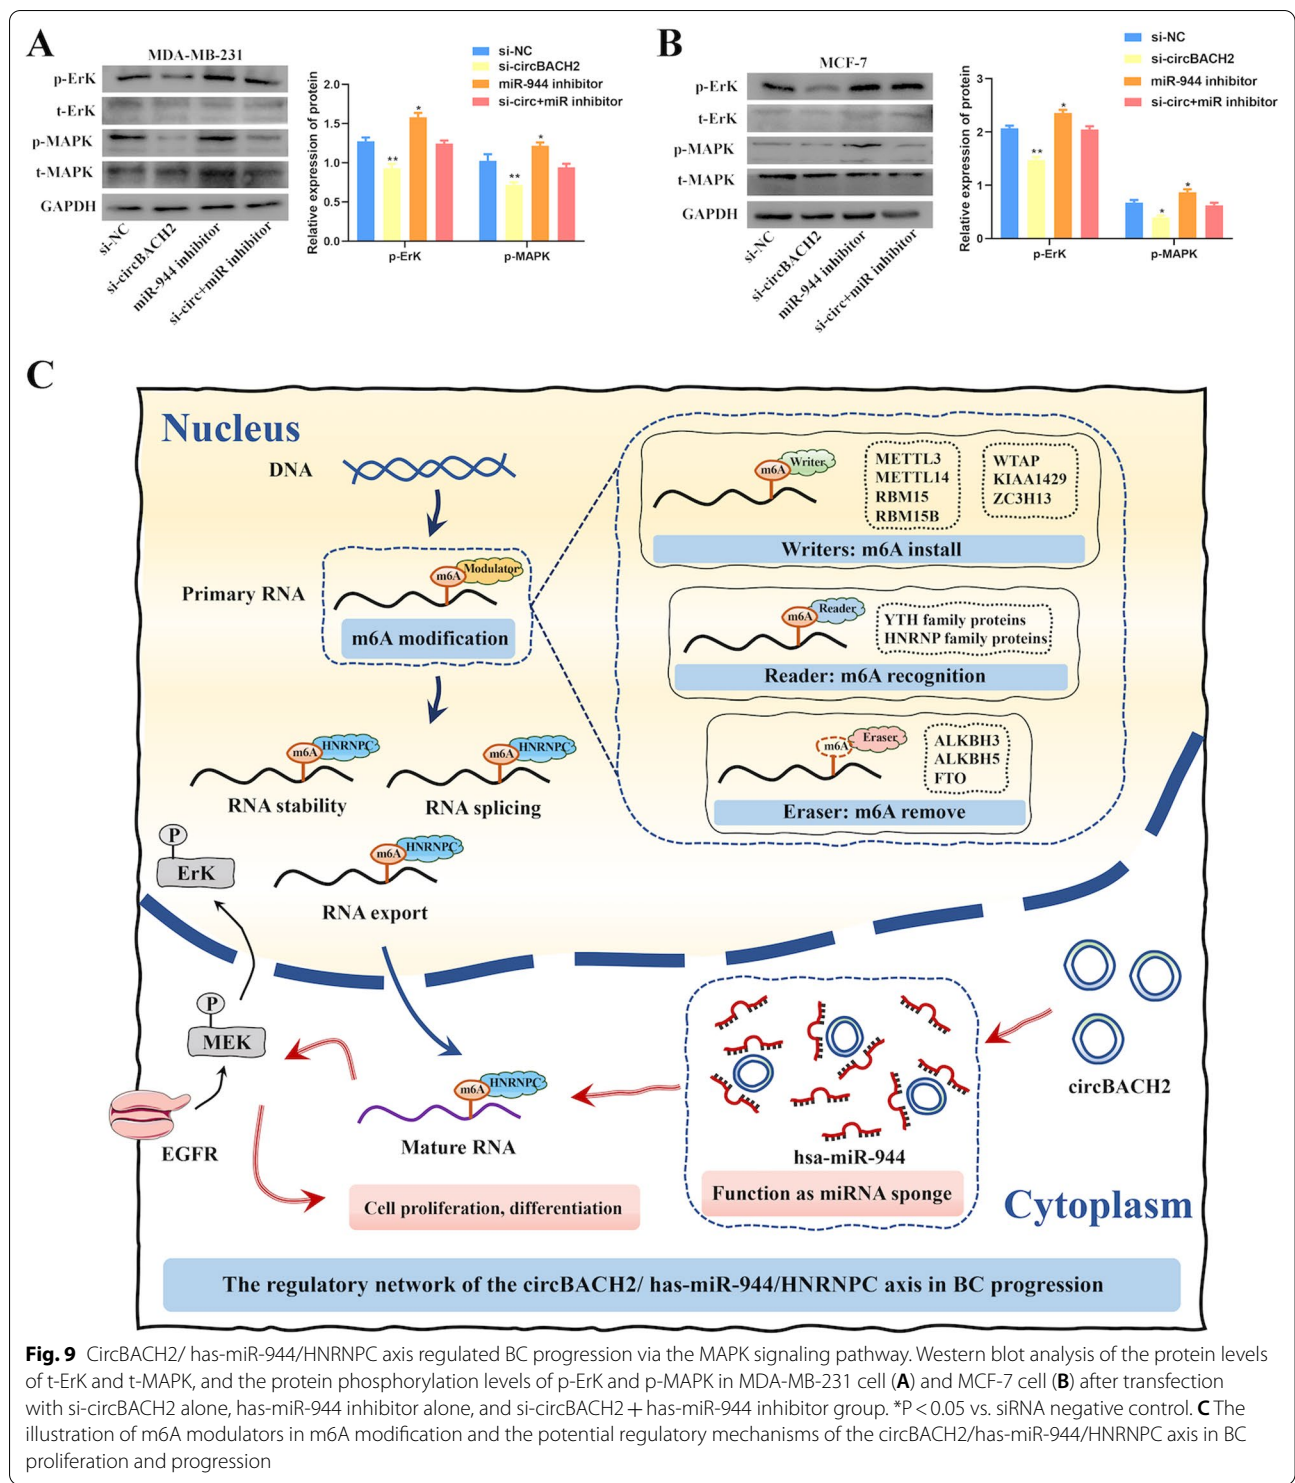 A
MDA-MB-231
p-ErK
t-ErK
p-MAPK
t-MAPK
GAPDH
si-NC
si-circBACH2
miR-944 inhibitor
si-circ+miR inhibitor
si-NC
si-circBACH2
miR-944 inhibitor
si-circ+miR inhibitor
Relative expression of protein
2.0
1.5
1.0
0.5
0.0
**
*
**
*
p-ErK
p-MAPK
B
MCF-7
p-ErK
t-ErK
p-MAPK
t-MAPK
GAPDH
si-NC
si-circBACH2
miR-944 inhibitor
si-circ+miR inhibitor
si-NC
si-circBACH2
miR-944 inhibitor
si-circ+miR inhibitor
Relative expression of protein
3
2
1
0
**
*
*
*
p-ErK
p-MAPK
C
Nucleus
DNA
Primary RNA
m6A
Modulator
m6A modification
m6A
Writer
METTL3
METTL14
RBM15
RBM15B
WTAP
KIAA1429
ZC3H13
Writers: m6A install
m6A
Reader
YTH family proteins
HNRNP family proteins
Reader: m6A recognition
m6A
Eraser
ALKBH3
ALKBH5
FTO
Eraser: m6A remove
m6A
HNRNPC
RNA stability
m6A
HNRNPC
RNA splicing
m6A
HNRNPC
RNA export
P
ErK
P
MEK
EGFR
m6A
HNRNPC
Mature RNA
Cell proliferation, differentiation
hsa-miR-944
Function as miRNA sponge
circBACH2
Cytoplasm
The regulatory network of the circBACH2/ has-miR-944/HNRNPC axis in BC progression
Fig. 9 CircBACH2/ has-miR-944/HNRNPC axis regulated BC progression via the MAPK signaling pathway. Western blot analysis of the protein levels
of t-ErK and t-MAPK, and the protein phosphorylation levels of p-ErK and p-MAPK in MDA-MB-231 cell (A) and MCF-7 cell (B) after transfection
with si-circBACH2 alone, has-miR-944 inhibitor alone, and si-circBACH2 + has-miR-944 inhibitor group. *P < 0.05 vs. siRNA negative control. C The
illustration of m6A modulators in m6A modification and the potential regulatory mechanisms of the circBACH2/has-miR-944/HNRNPC axis in BC
proliferation and progression